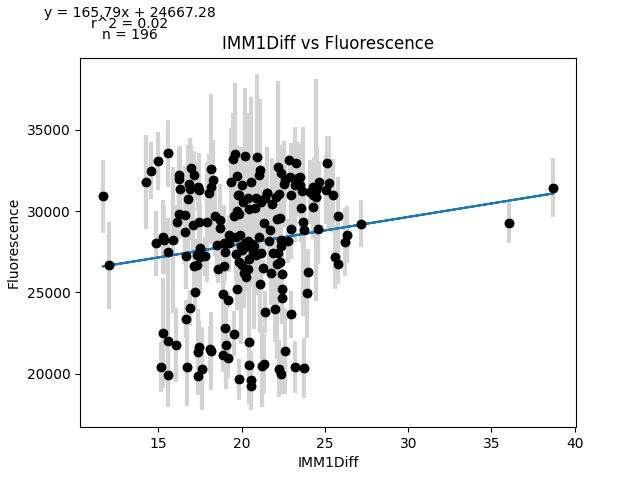 y = 165.79x + 24667.28
r^2 = 0.02
n = 196
IMM1Diff vs Fluorescence
35000
30000
25000
20000
Fluorescence
15 20 25 30 35 40
IMM1Diff